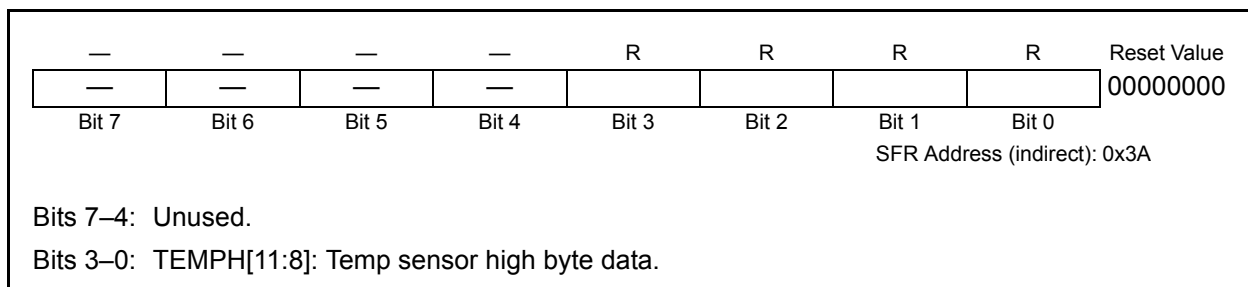 — — — — R R R R Reset Value
— — — — 00000000
Bit 7 Bit 6 Bit 5 Bit 4 Bit 3 Bit 2 Bit 1 Bit 0
SFR Address (indirect): 0x3A
Bits 7–4: Unused.
Bits 3–0: TEMPH[11:8]: Temp sensor high byte data.